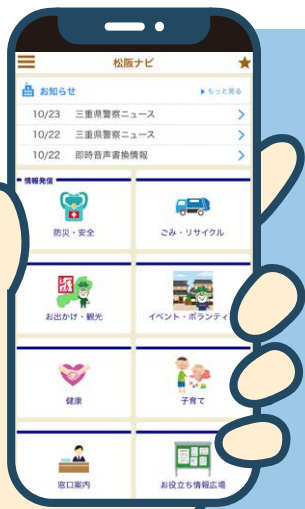 松阪ナビ
お知らせ
▶もっと見る
10/23 三重県警察ニュース
10/22 三重県警察ニュース
10/22 即時音声書換情報
情報発信
防災・安全
ごみ・リサイクル
お出かけ・観光
イベント・ボランティ
健康
子育て
窓口案内
お役立ち情報広場